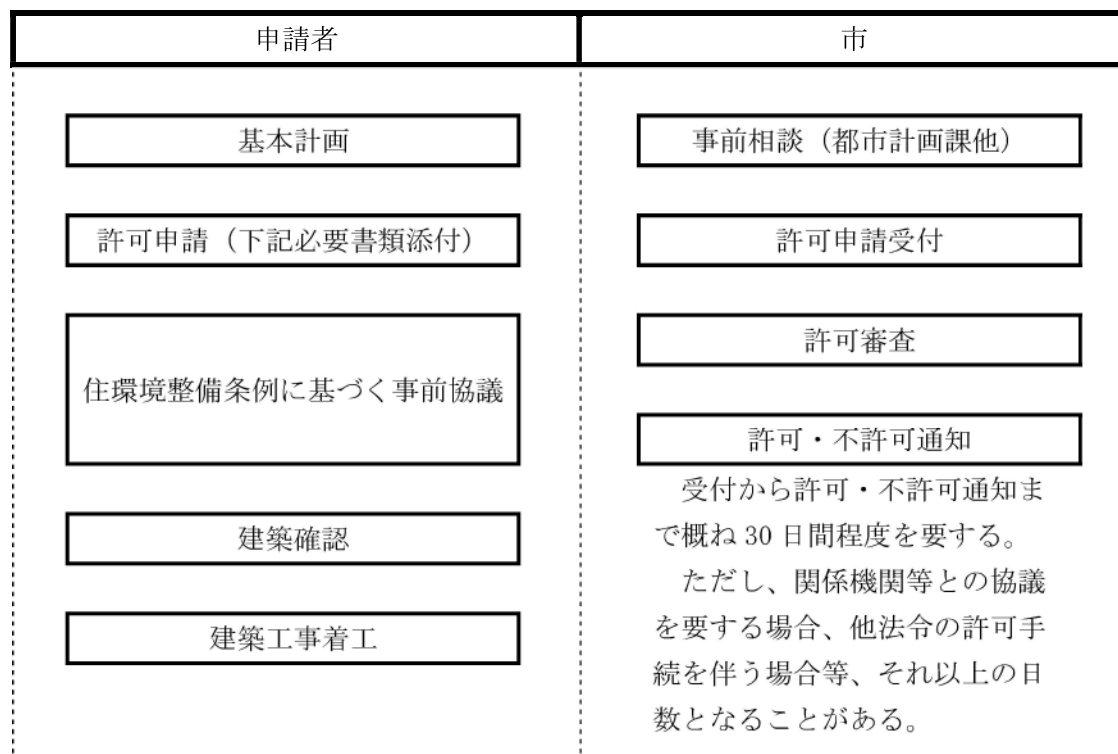 申請者
市
基本計画
事前相談（都市計画課他）
許可申請（下記必要書類添付）
許可申請受付
住環境整備条例に基づく事前協議
許可審査
許可・不許可通知
受付から許可・不許可通知ま
で概ね 30 日間程度を要する。
ただし、関係機関等との協議
を要する場合、他法令の許可手
続を伴う場合等、それ以上の日
数となることがある。
建築確認
建築工事着工